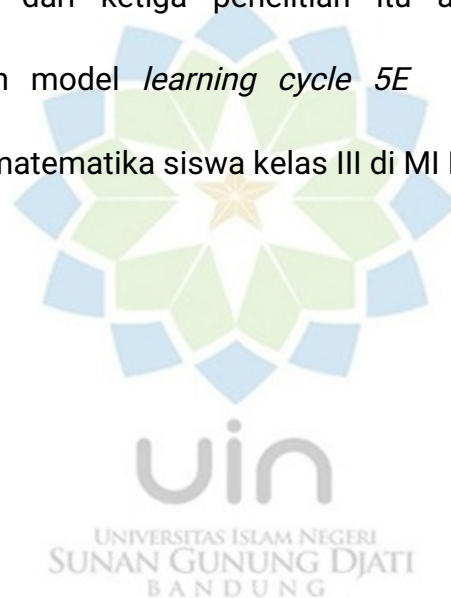 dari ketiga penelitian itu
model learning cycle 5E
matematika siswa kelas III di MI
uin
UNIVERSITAS ISLAM NEGERI
SUNAN GUNUNG DJATI
BANDUNG